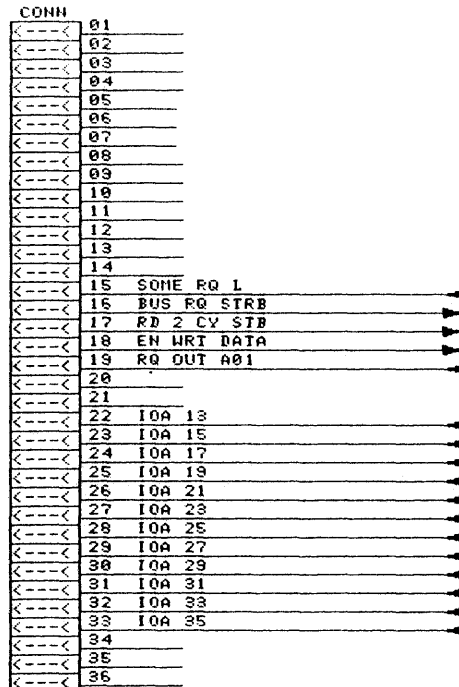 CONN
<---< 01
<---< 02
<---< 03
<---< 04
<---< 05
<---< 06
<---< 07
<---< 08
<---< 09
<---< 10
<---< 11
<---< 12
<---< 13
<---< 14
<---< 15 SOME RQ L
<---< 16 BUS RQ STRB
<---< 17 RD 2 CY STB
<---< 18 EN WRT DATA
<---< 19 RQ OUT A01
<---< 20
<---< 21
<---< 22 IOA 13
<---< 23 IOA 15
<---< 24 IOA 17
<---< 25 IOA 19
<---< 26 IOA 21
<---< 27 IOA 23
<---< 28 IOA 25
<---< 29 IOA 27
<---< 30 IOA 29
<---< 31 IOA 31
<---< 32 IOA 33
<---< 33 IOA 35
<---< 34
<---< 35
<---< 36